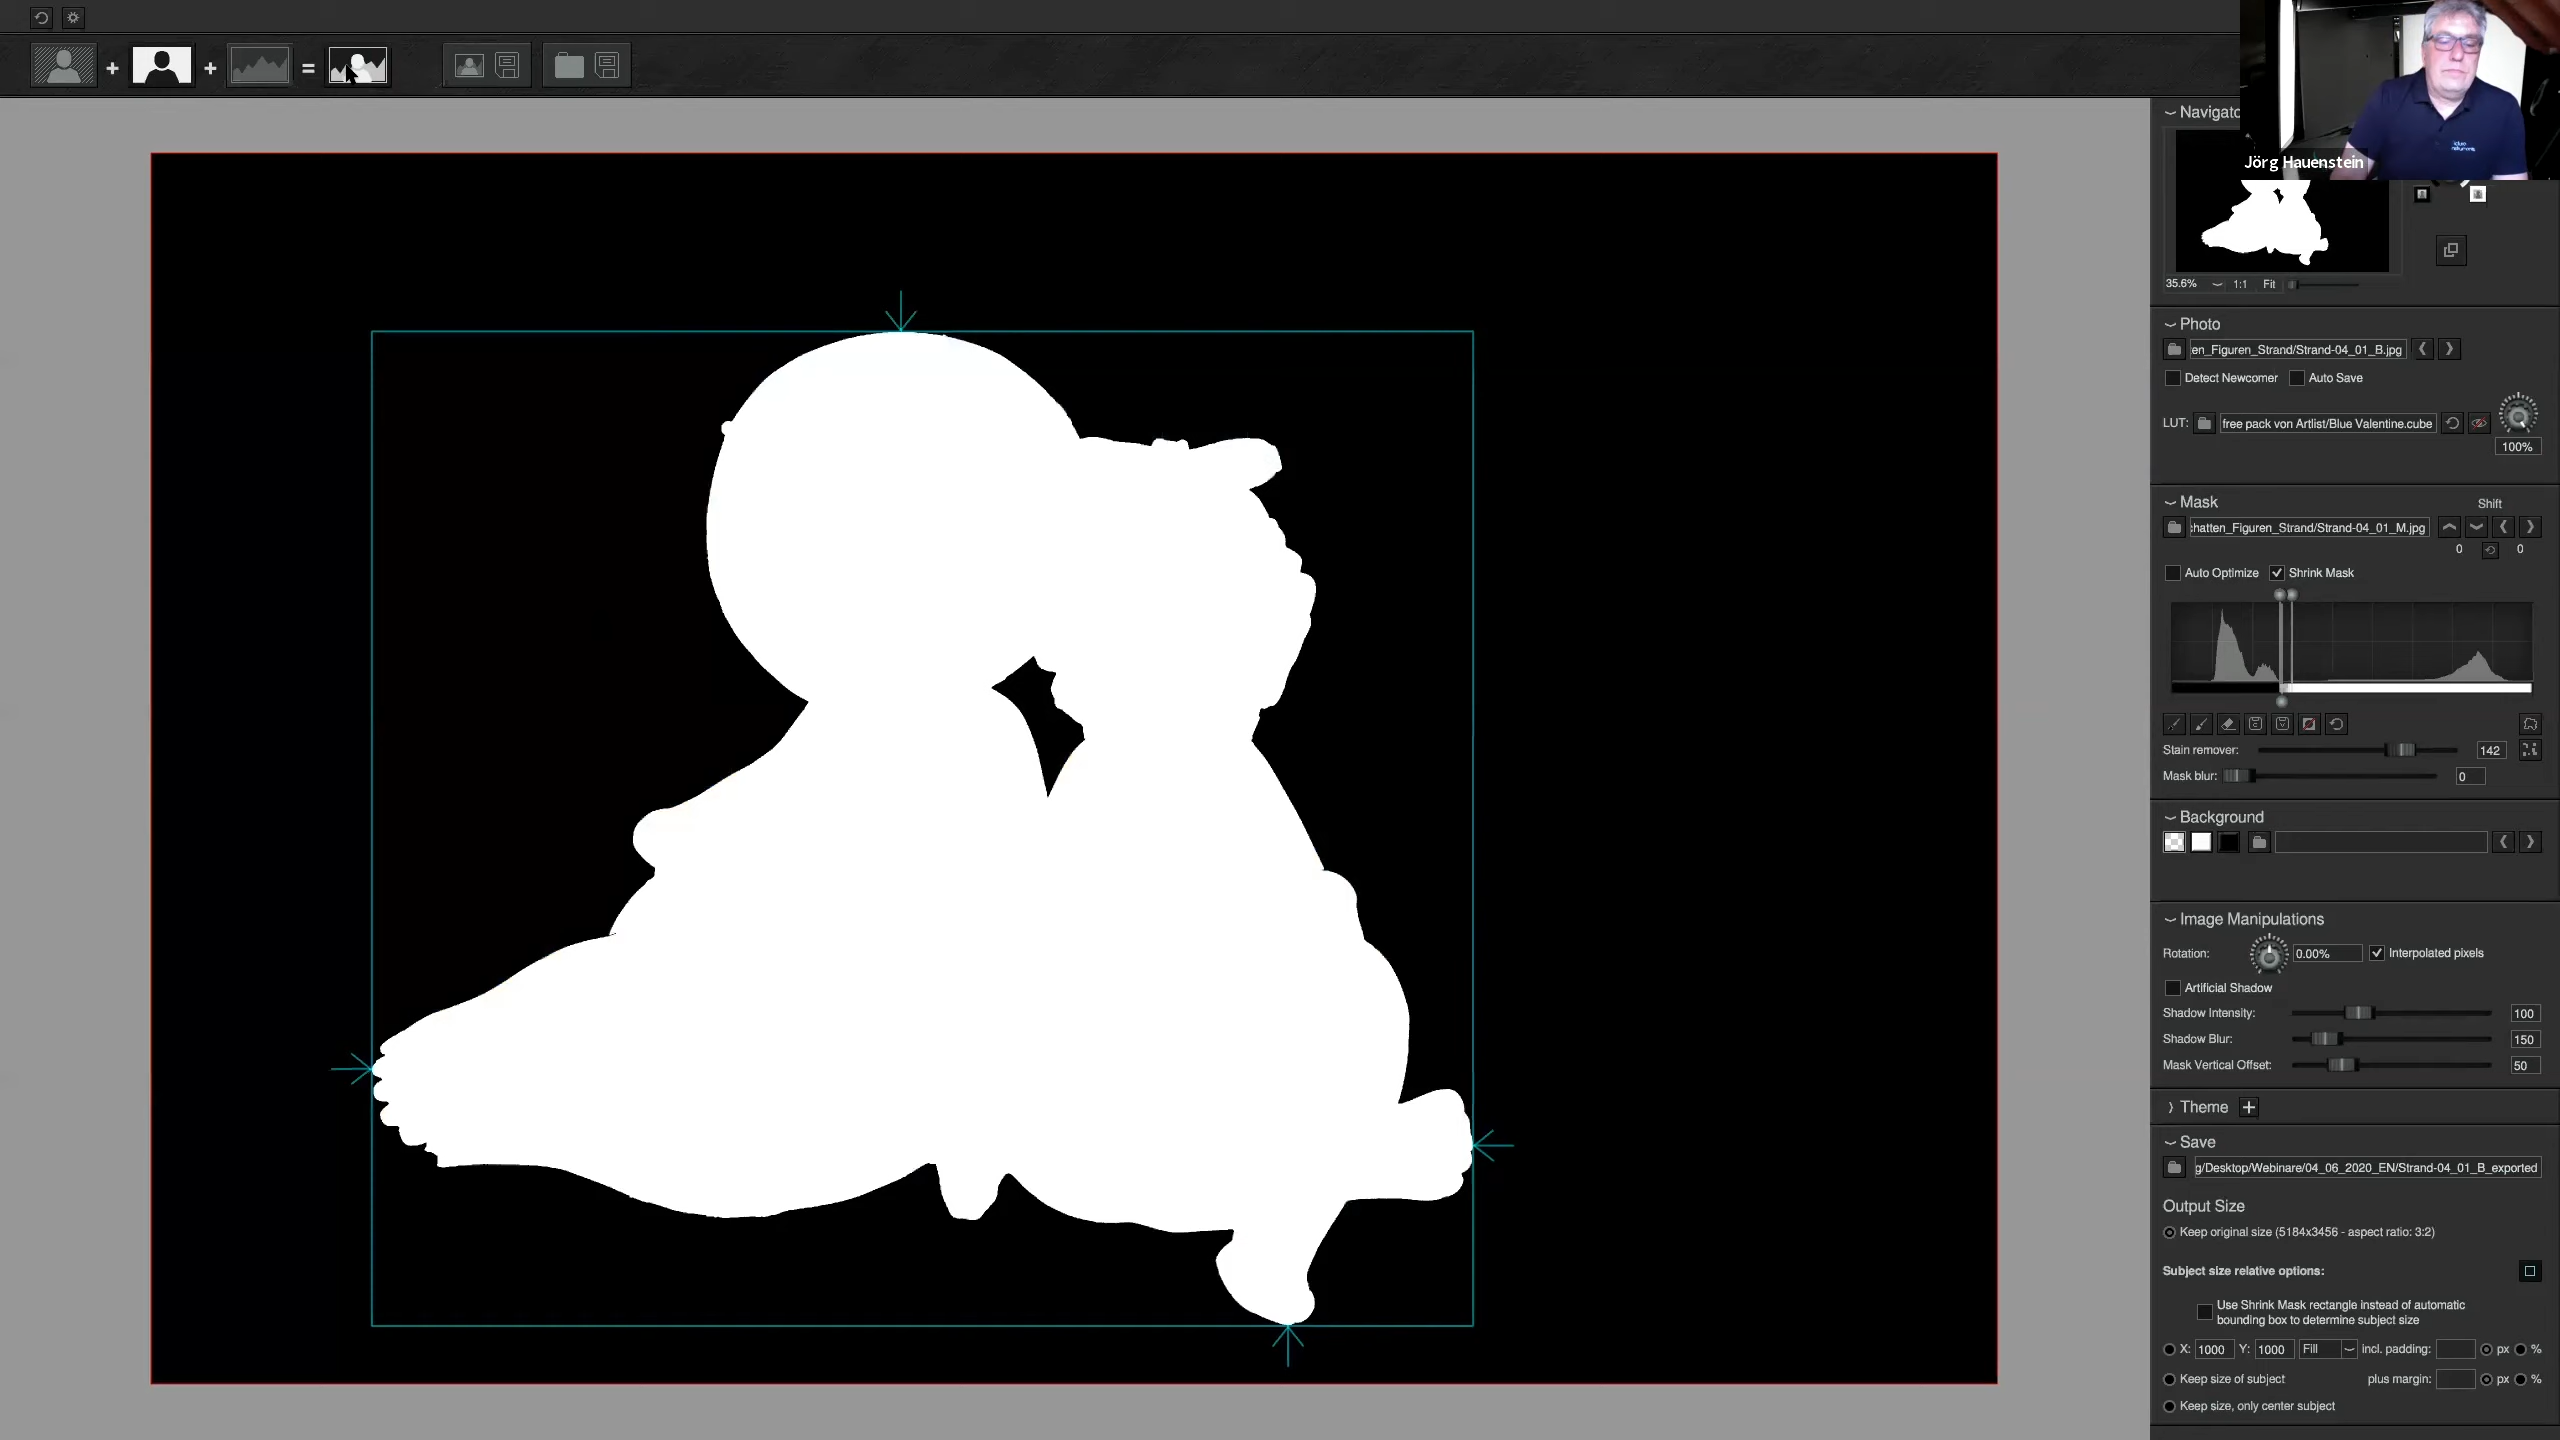 Jörg Hauenstein
Navigato
35.6%
1:1
Fit
Photo
en_Figuren_Strand/Strand-04_01_B.jpg
Detect Newcomer
Auto Save
LUT:
free pack von Artlist/Blue Valentine.cube
100%
Mask
Shift
hatten_Figuren_Strand/Strand-04_01_M.jpg
0
0
Auto Optimize
Shrink Mask
Stain remover:
142
Mask blur:
0
Background
Image Manipulations
Rotation:
0.00%
Interpolated pixels
Artificial Shadow
Shadow Intensity:
100
Shadow Blur:
150
Mask Vertical Offset:
50
Theme
Save
g/Desktop/Webinare/04_06_2020_EN/Strand-04_01_B_exported
Output Size
Keep original size (5184x3456 - aspect ratio: 3:2)
Subject size relative options:
Use Shrink Mask rectangle instead of automatic
bounding box to determine subject size
X: 1000 Y: 1000 Fill incl. padding: px %
Keep size of subject plus margin: px %
Keep size, only center subject